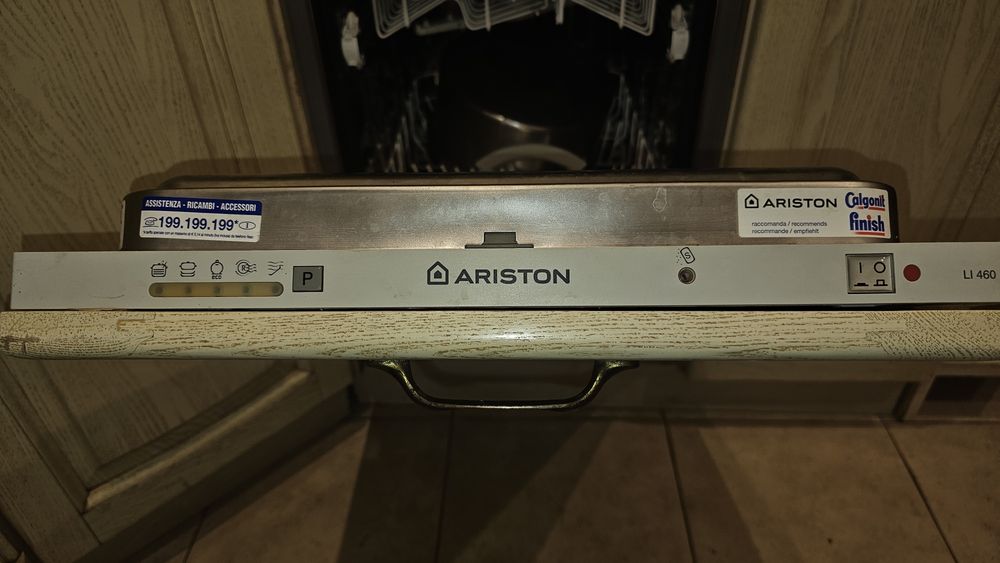 ASSISTENZA - RICAMBI - ACCESSORI
199.199.199*
ARISTON
Calgonit
finish
raccomanda / recommends
recommande / empfiehlt
eco
R
P
ARISTON
S
I O
LI 460